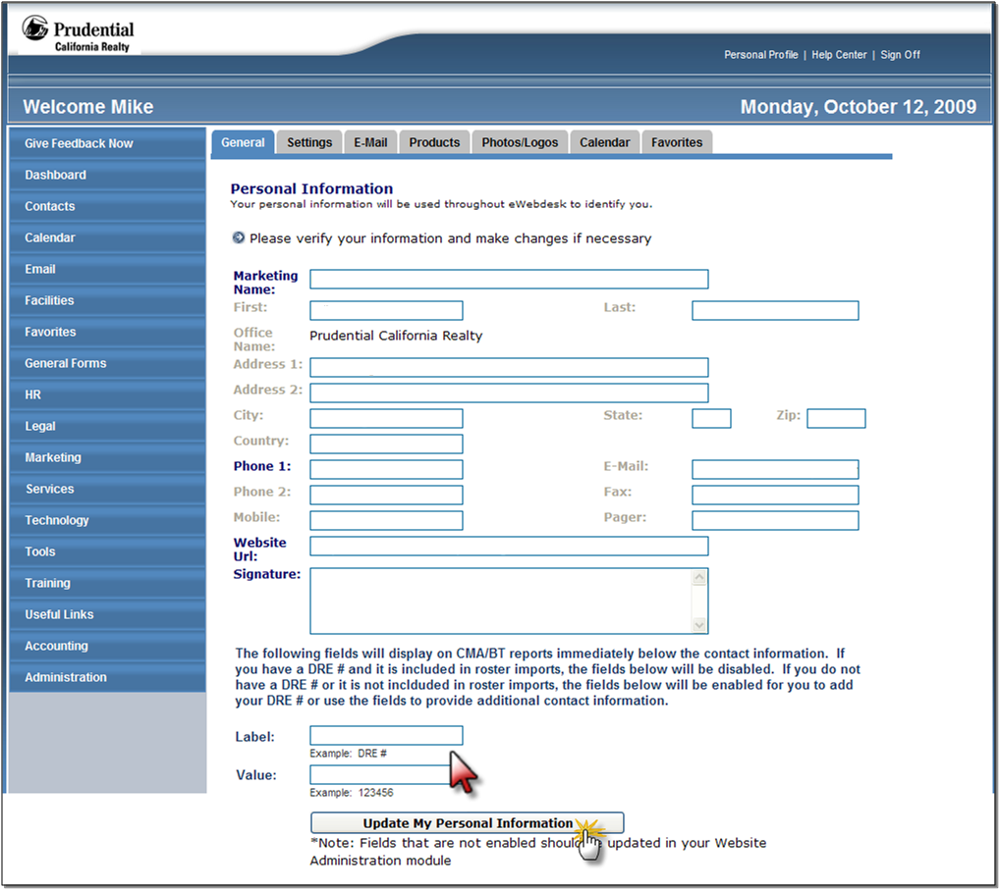 Prudential
California Realty
Personal Profile | Help Center | Sign Off
Welcome Mike
Monday, October 12, 2009
Give Feedback Now
Dashboard
Contacts
Calendar
Email
Facilities
Favorites
General Forms
HR
Legal
Marketing
Services
Technology
Tools
Training
Useful Links
Accounting
Administration
General
Settings
E-Mail
Products
Photos/Logos
Calendar
Favorites
Personal Information
Your personal information will be used throughout eWebdesk to identify you.
Please verify your information and make changes if necessary
Marketing
Name:
First:
Last:
Office
Name:
Prudential California Realty
Address 1:
Address 2:
City:
State:
Zip:
Country:
Phone 1:
E-Mail:
Phone 2:
Fax:
Mobile:
Pager:
Website
Url:
Signature:
The following fields will display on CMA/BT reports immediately below the contact information. If
you have a DRE # and it is included in roster imports, the fields below will be disabled. If you do not
have a DRE # or it is not inclduded in roster imports, the fields below will be enabled for you to add
your DRE # or use the fields to provide additional contact information.
Label:
Example: DRE #
Value:
Example: 123456
Update My Personal Information
*Note: Fields that are not enabled should be updated in your Website
Administration module